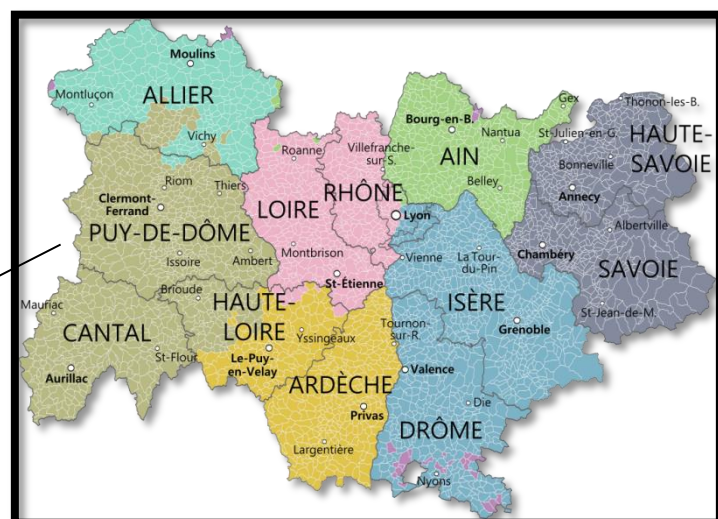 Moulins
Montluçon
ALLIER
Vichy
Gex
Thonon-les-B.
Bourg-en-B.
Nantua
St-Julien-en-G.
HAUTE-
SAVOIE
Roanne
Villefranche-
sur-S.
AIN
Bonneville
Riom
Thiers
RHÔNE
Belley
Annecy
Clermont-
Ferrand
LOIRE
Lyon
PUY-DE-DÔME
Albertville
Montbrison
Vienne
La Tour-
du-Pin
Chambéry
Issoire
Ambert
SAVOIE
St-Étienne
Brioude
ISÈRE
Mauriac
HAUTE-
LOIRE
St-Jean-de-M.
CANTAL
Yssingeaux
Tournon-
sur-R.
Grenoble
St-Flour
Le-Puy-
en-Velay
Aurillac
Valence
ARDÈCHE
Privas
Die
DRÔME
Largentière
Nyons